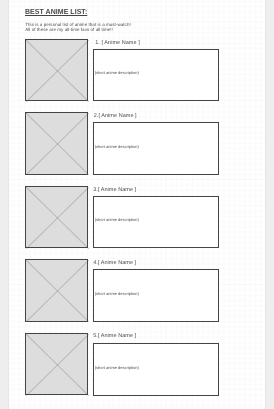 BEST ANIME LIST:
This is a personal list of anime that is a must-watch!
All of these are my all-time favs of all time!!
1. [ Anime Name ]
[short anime description]
2.[ Anime Name ]
[short anime description]
3.[ Anime Name ]
[short anime description]
4.[ Anime Name ]
[short anime description]
5.[ Anime Name ]
[short anime description]